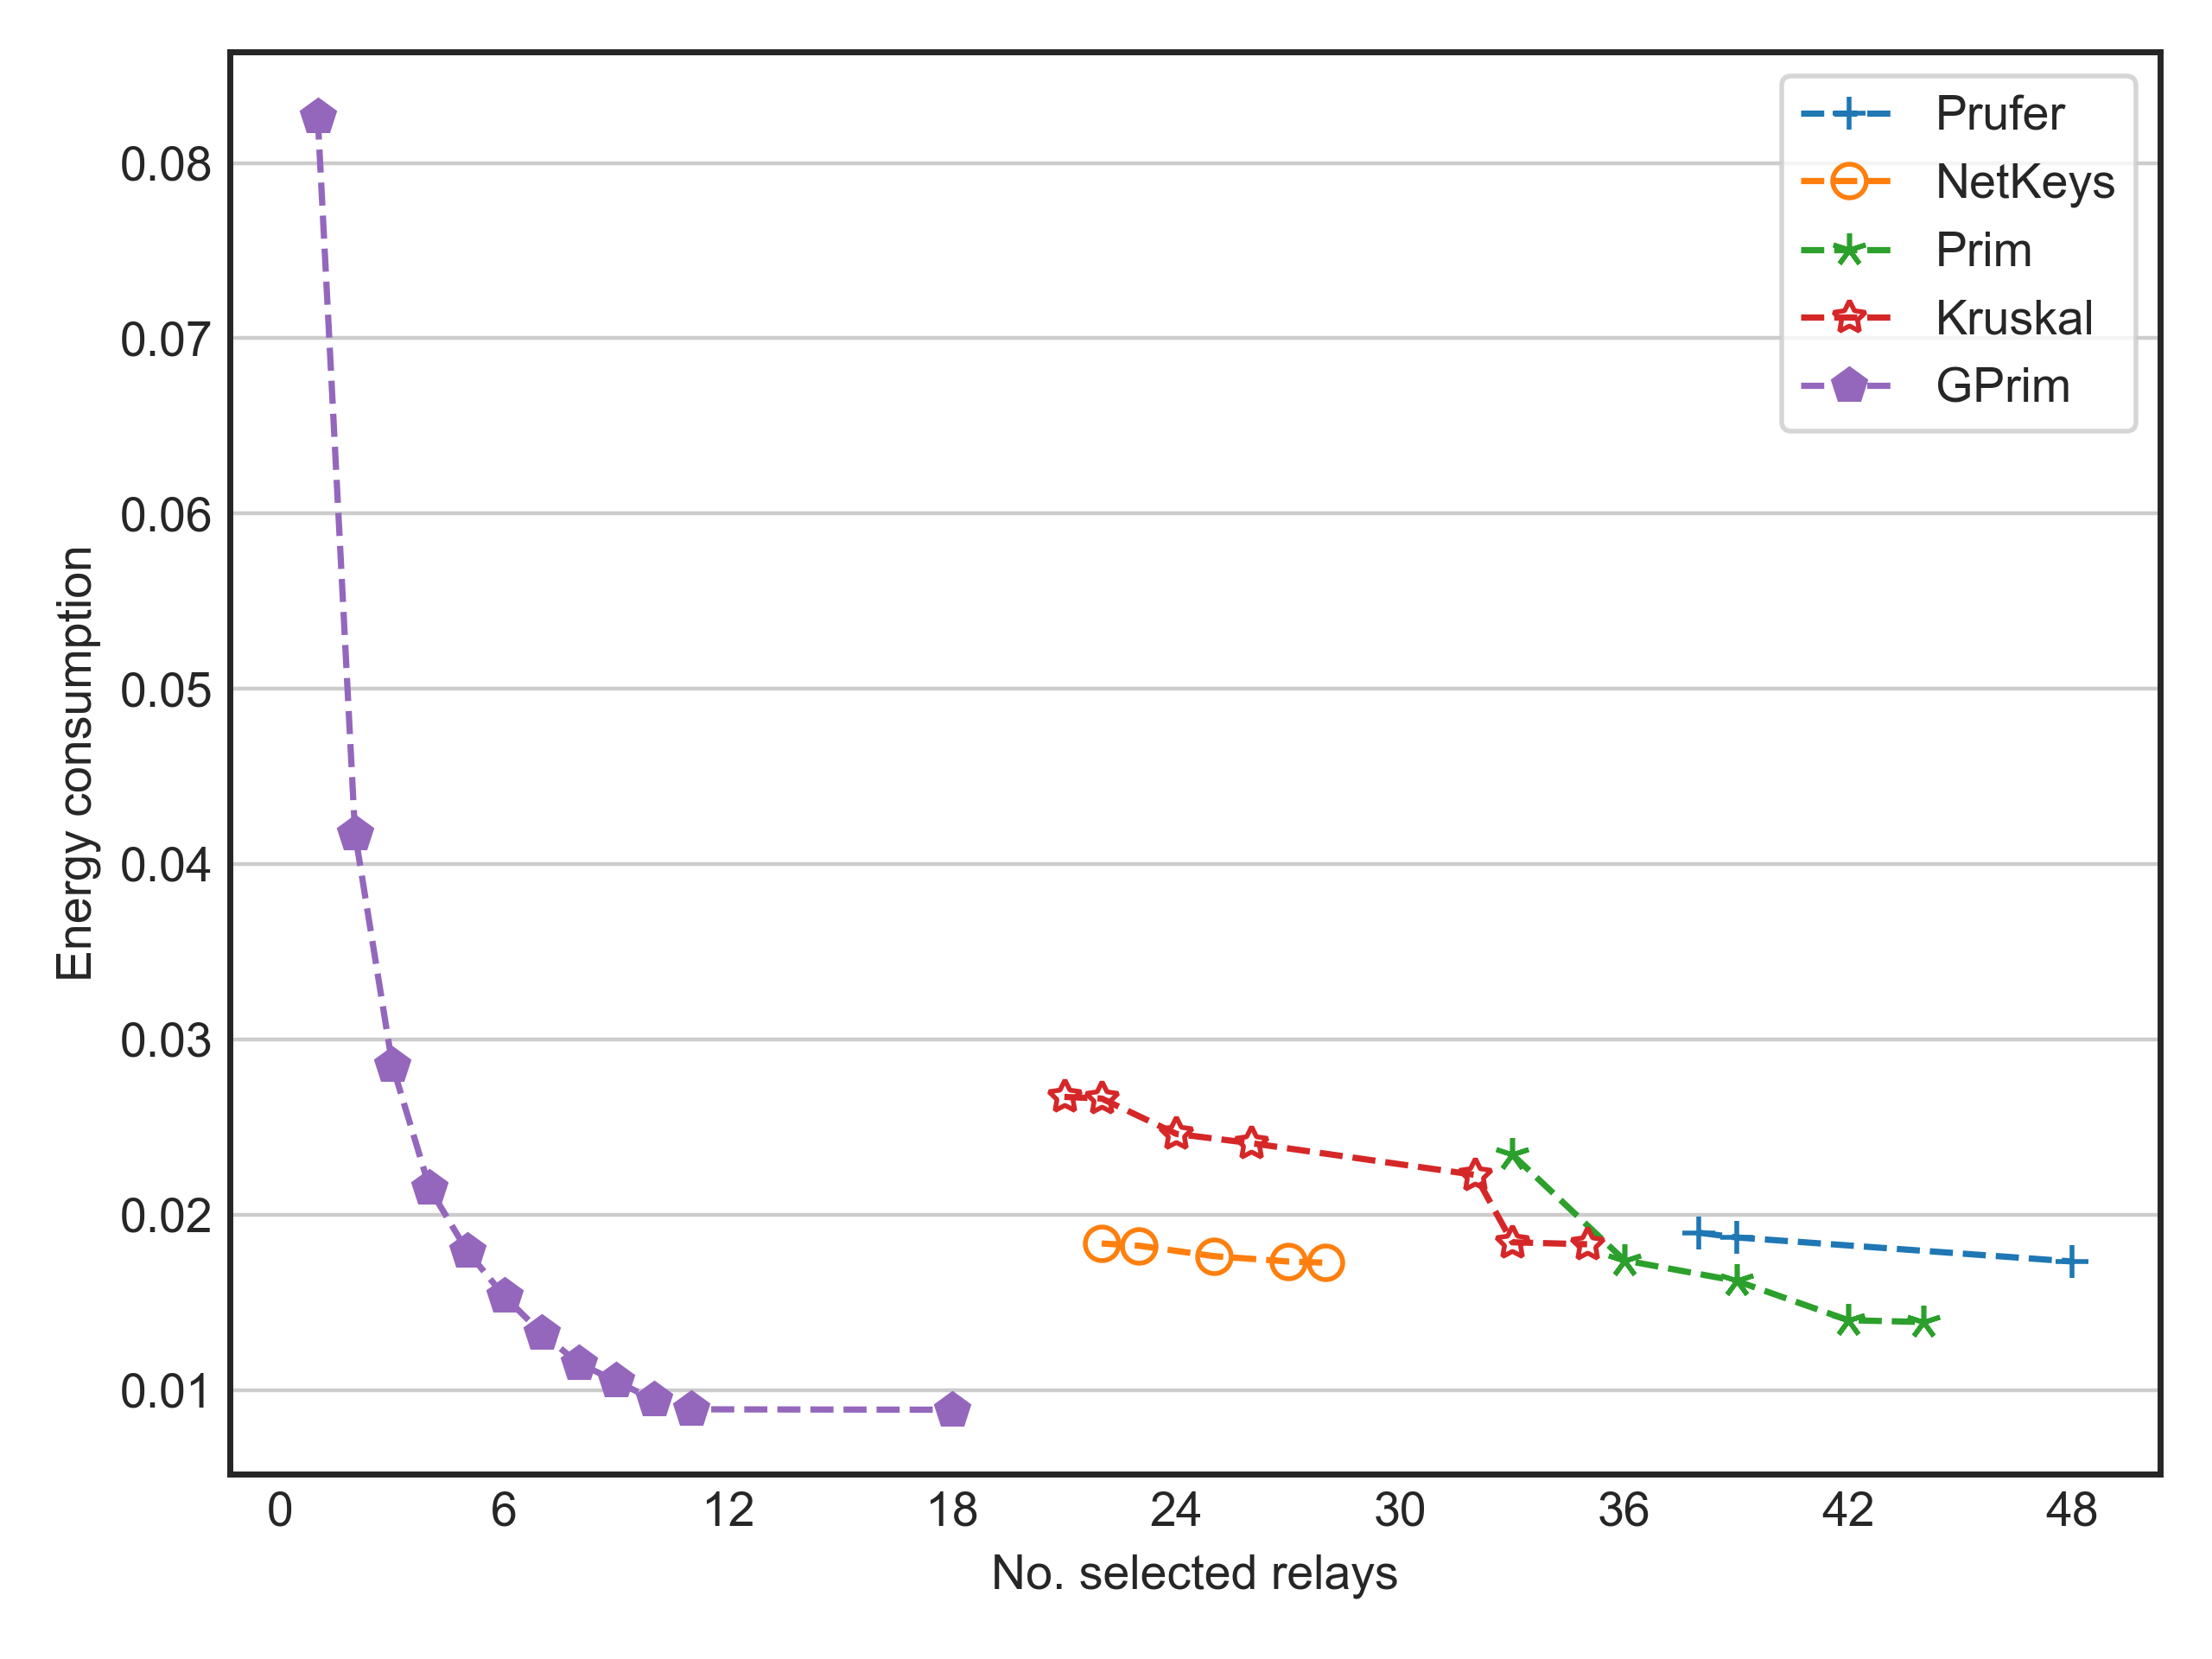 Prufer
NetKeys
Prim
Kruskal
GPrim
0.08
0.07
0.06
0.05
0.04
0.03
0.02
0.01
Energy consumption
0 6 12 18 24 30 36 42 48
No. selected relays